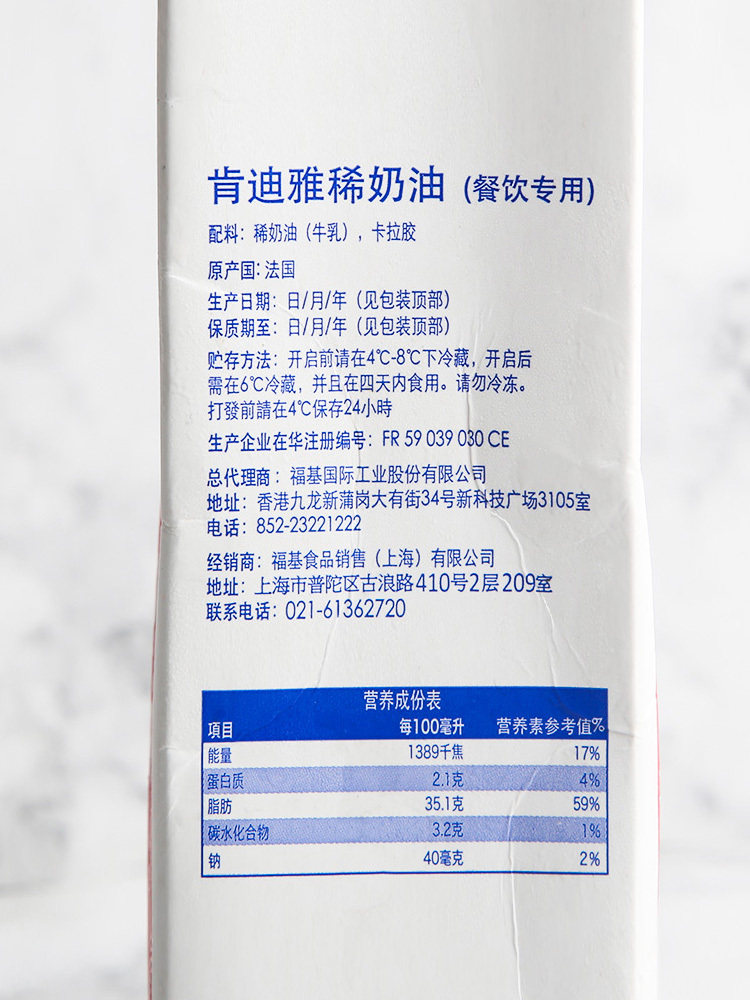 肯迪雅稀奶油 (餐饮专用)
配料：稀奶油（牛乳），卡拉胶
原产国：法国
生产日期：日/月/年（见包装顶部）
保质期至：日/月/年（见包装顶部）
贮存方法：开启前请在4℃-8℃下冷藏，开启后
需在6℃冷藏，并且在四天内食用。请勿冷冻。
打發前請在4℃保存24小時
生产企业在华注册编号：FR 59 039 030 CE
总代理商：福基国际工业股份有限公司
地址：香港九龙新蒲岗大有街34号新科技广场3105室
电话：852-23221222
经销商：福基食品销售（上海）有限公司
地址：上海市普陀区古浪路410号2层209室
联系电话：021-61362720
营养成份表
项目 每100毫升 营养素参考值%
能量 1389千焦 17%
蛋白质 2.1克 4%
脂肪 35.1克 59%
碳水化合物 3.2克 1%
钠 40毫克 2%